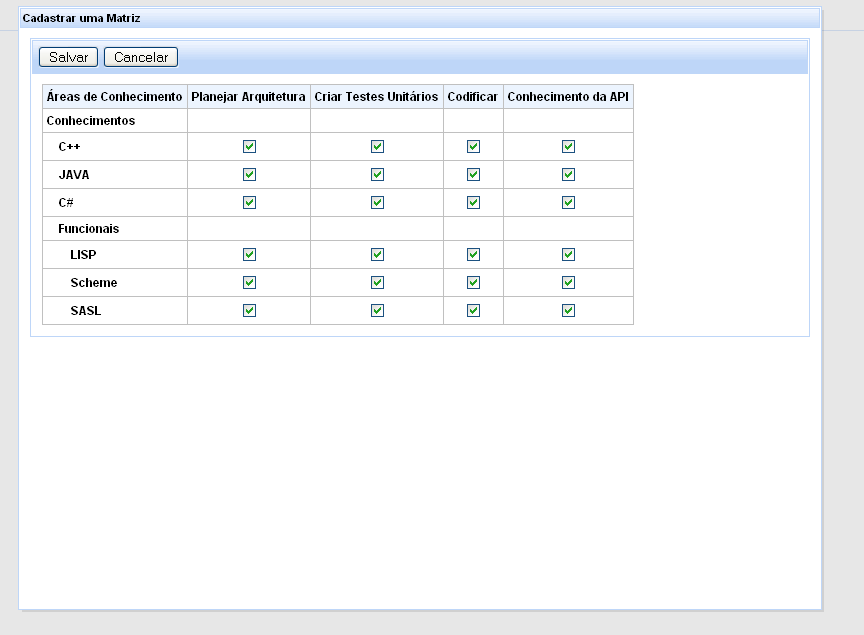 Cadastrar uma Matriz
Salvar Cancelar
Áreas de Conhecimento Planejar Arquitetura Criar Testes Unitários Codificar Conhecimento da API
Conhecimentos
C++
JAVA
C#
Funcionais
LISP
Scheme
SASL